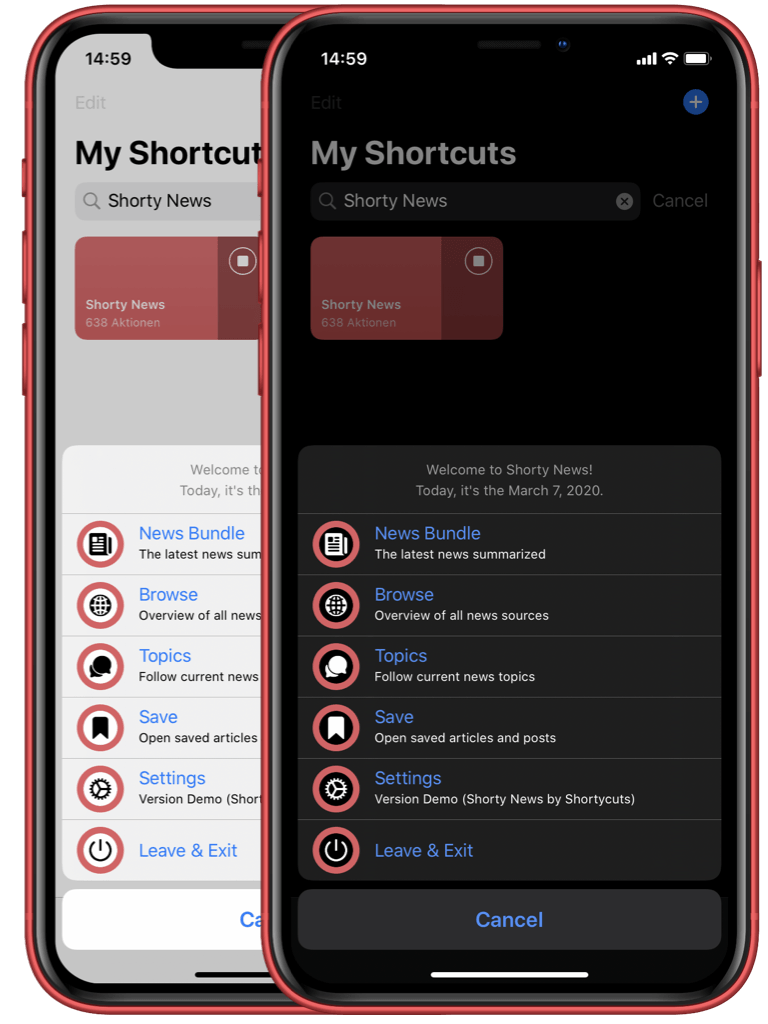 14:59
Edit
My Shortcut
Shorty News
Shorty News
638 Aktionen
Welcome to
Today, it's th
News Bundle
The latest news sum
Browse
Overview of all news
Topics
Follow current news
Save
Open saved articles
Settings
Version Demo (Short
Leave & Exit
Ca
14:59
Edit
My Shortcuts
Shorty News
Cancel
Shorty News
638 Aktionen
Welcome to Shorty News!
Today, it's the March 7, 2020.
News Bundle
The latest news summarized
Browse
Overview of all news sources
Topics
Follow current news topics
Save
Open saved articles and posts
Settings
Version Demo (Shorty News by Shortycuts)
Leave & Exit
Cancel